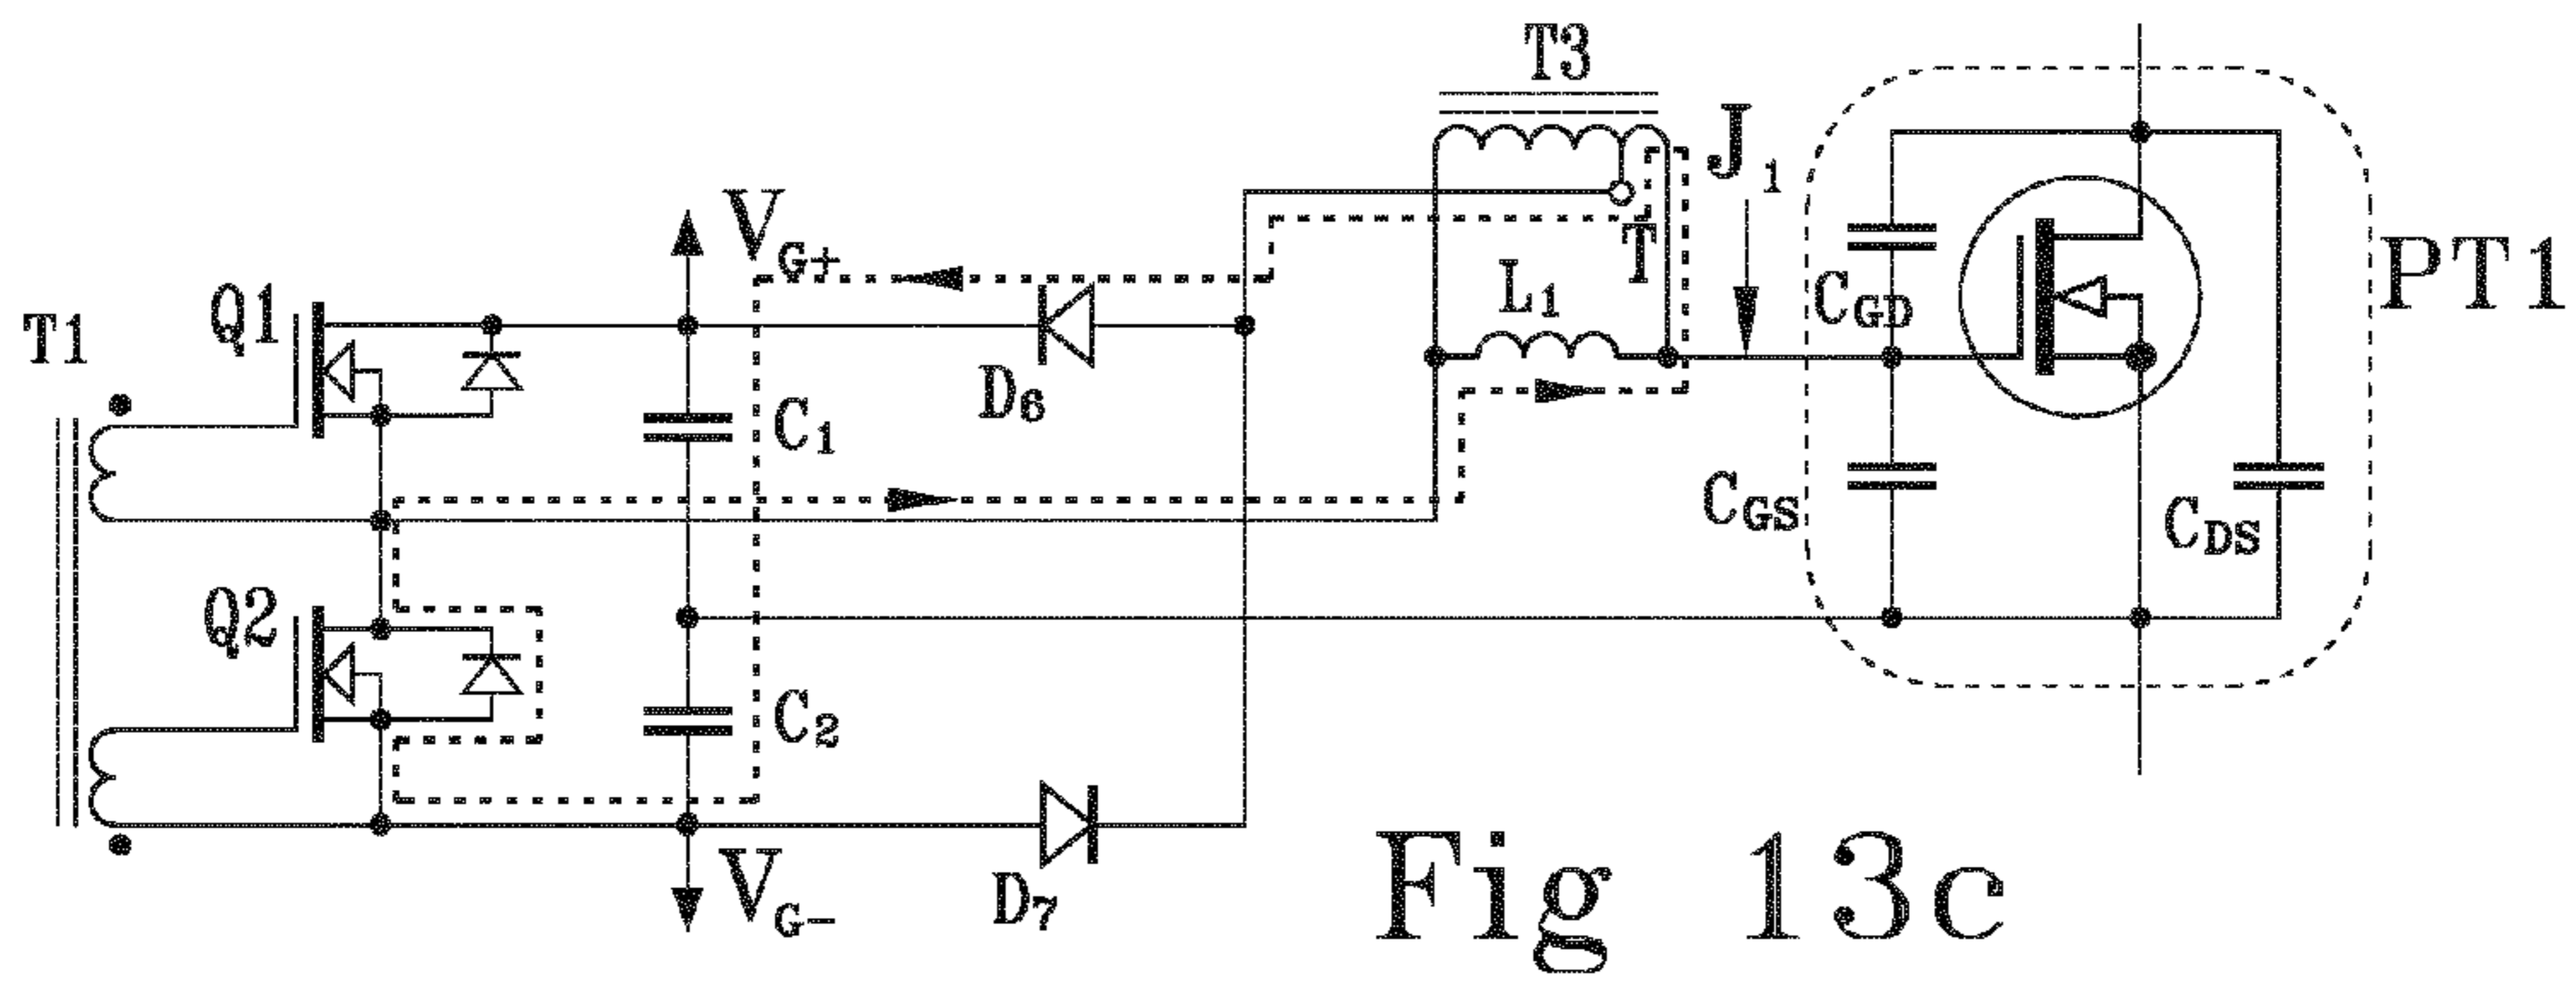 T3
J1
VG+
Q1
T1
T
L1
CGD
PT1
D6
C1
CGS
CDS
Q2
C2
VG-
D7
Fig 13c